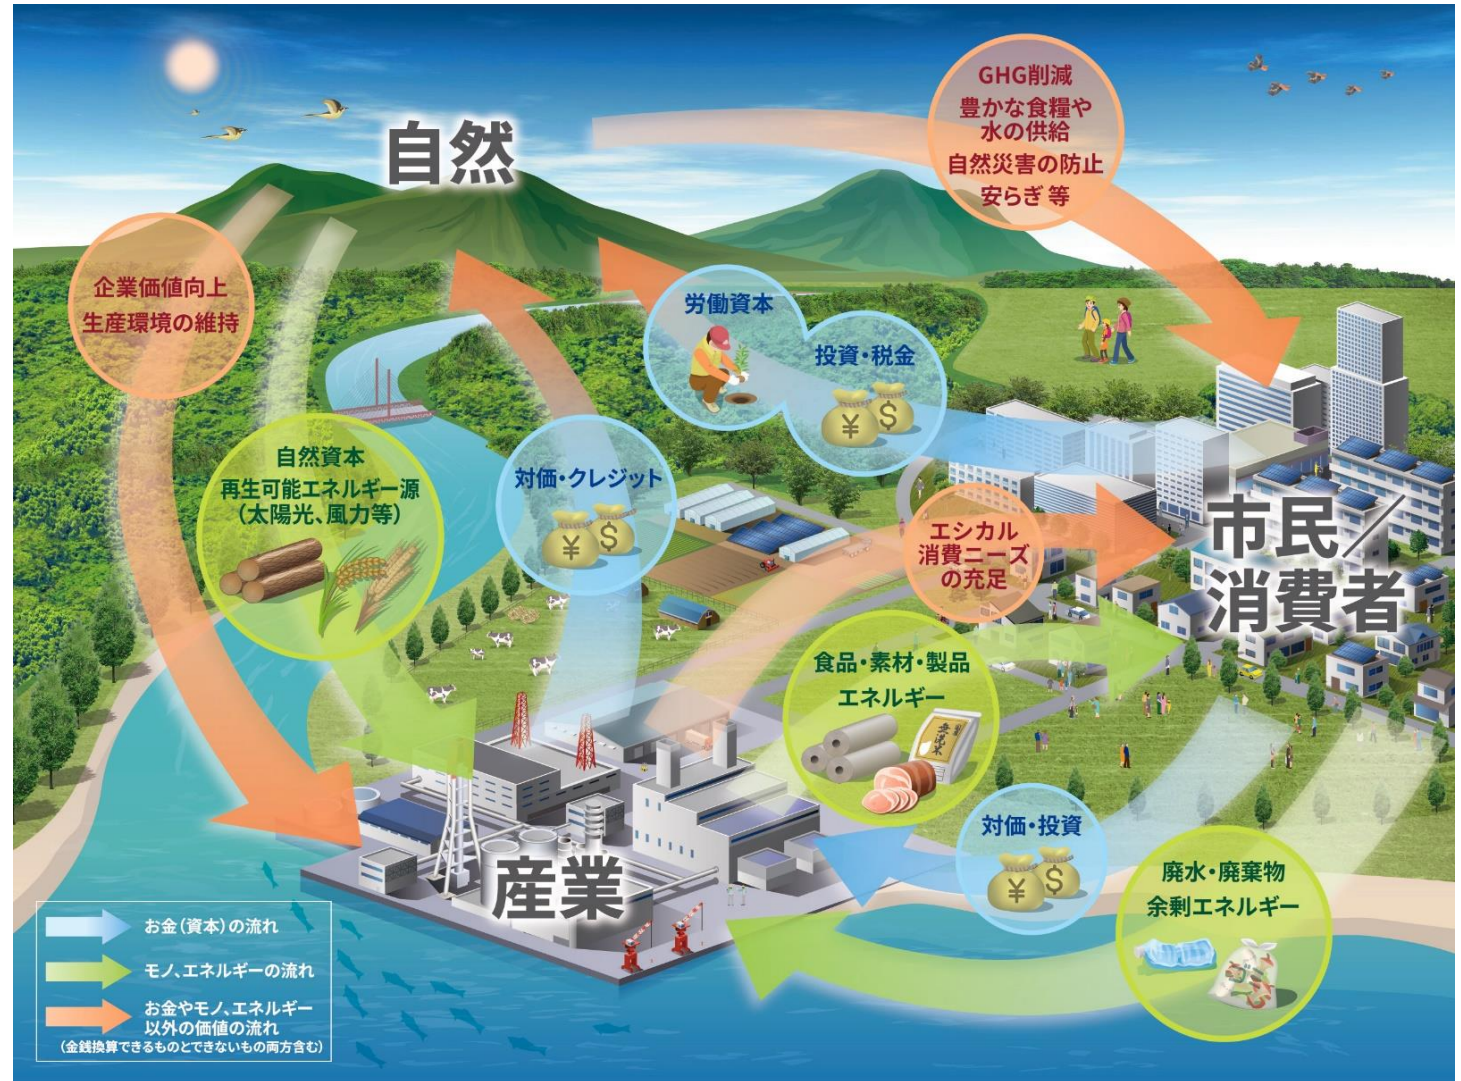 自然
GHG削減
豊かな食糧や
水の供給
自然災害の防止
安らぎ 等
企業価値向上
生産環境の維持
労働資本
投資・税金
¥
$
自然資本
再生可能エネルギー源
（太陽光、風力等）
対価・クレジット
¥
$
エシカル
消費ニーズ
の充足
市民／
消費者
食品・素材・製品
エネルギー
無洗米
対価・投資
¥
$
廃水・廃棄物
余剰エネルギー
産業
お金（資本）の流れ
モノ、エネルギーの流れ
お金やモノ、エネルギー
以外の価値の流れ
（金銭換算できるものとできないもの両方含む）